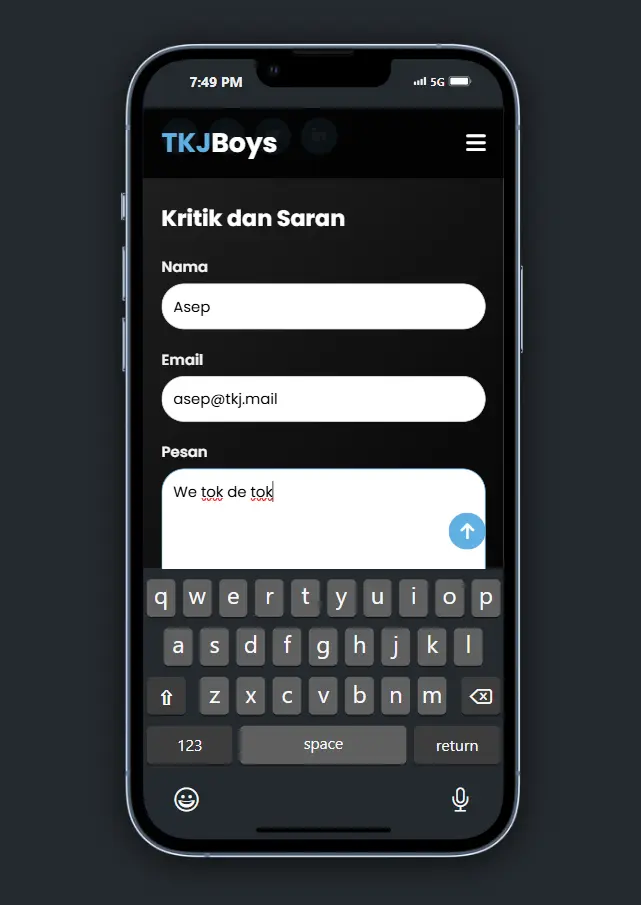 7:49 PM 5G
TKJBoys
Kritik dan Saran
Nama
Asep
Email
asep@tkj.mail
Pesan
We tok de tok
q w e r t y u i o p
a s d f g h j k l
z x c v b n m
123 space return